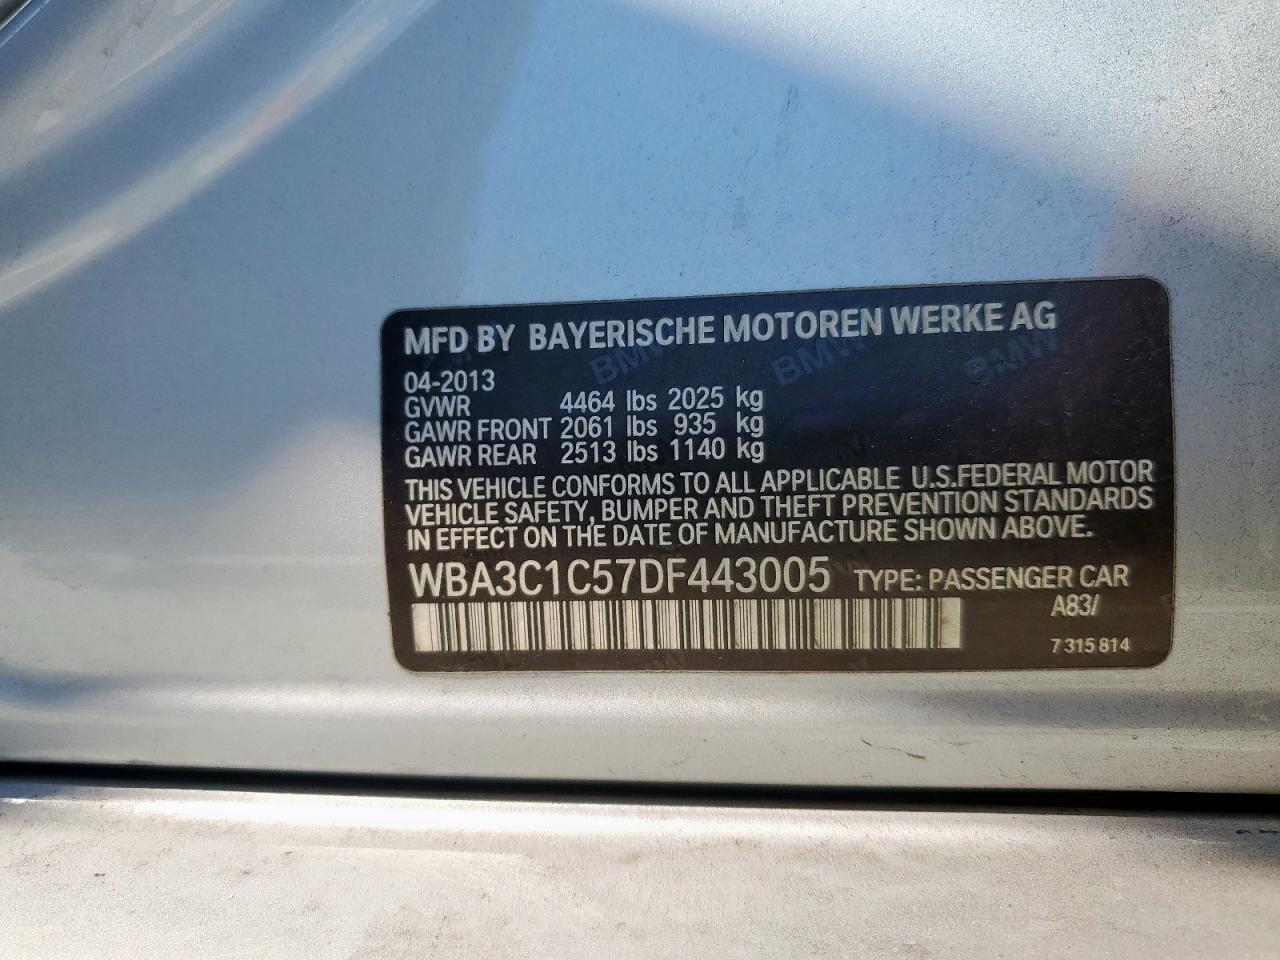 MFD BY BAYERISCHE MOTOREN WERKE AG
04-2013
GVWR 4464 lbs 2025 kg
GAWR FRONT 2061 lbs 935 kg
GAWR REAR 2513 lbs 1140 kg
THIS VEHICLE CONFORMS TO ALL APPLICABLE U.S.FEDERAL MOTOR
VEHICLE SAFETY, BUMPER AND THEFT PREVENTION STANDARDS
IN EFFECT ON THE DATE OF MANUFACTURE SHOWN ABOVE.
WBA3C1C57DF443005 TYPE: PASSENGER CAR
A83/
7 315 814
BMW BMW BMW